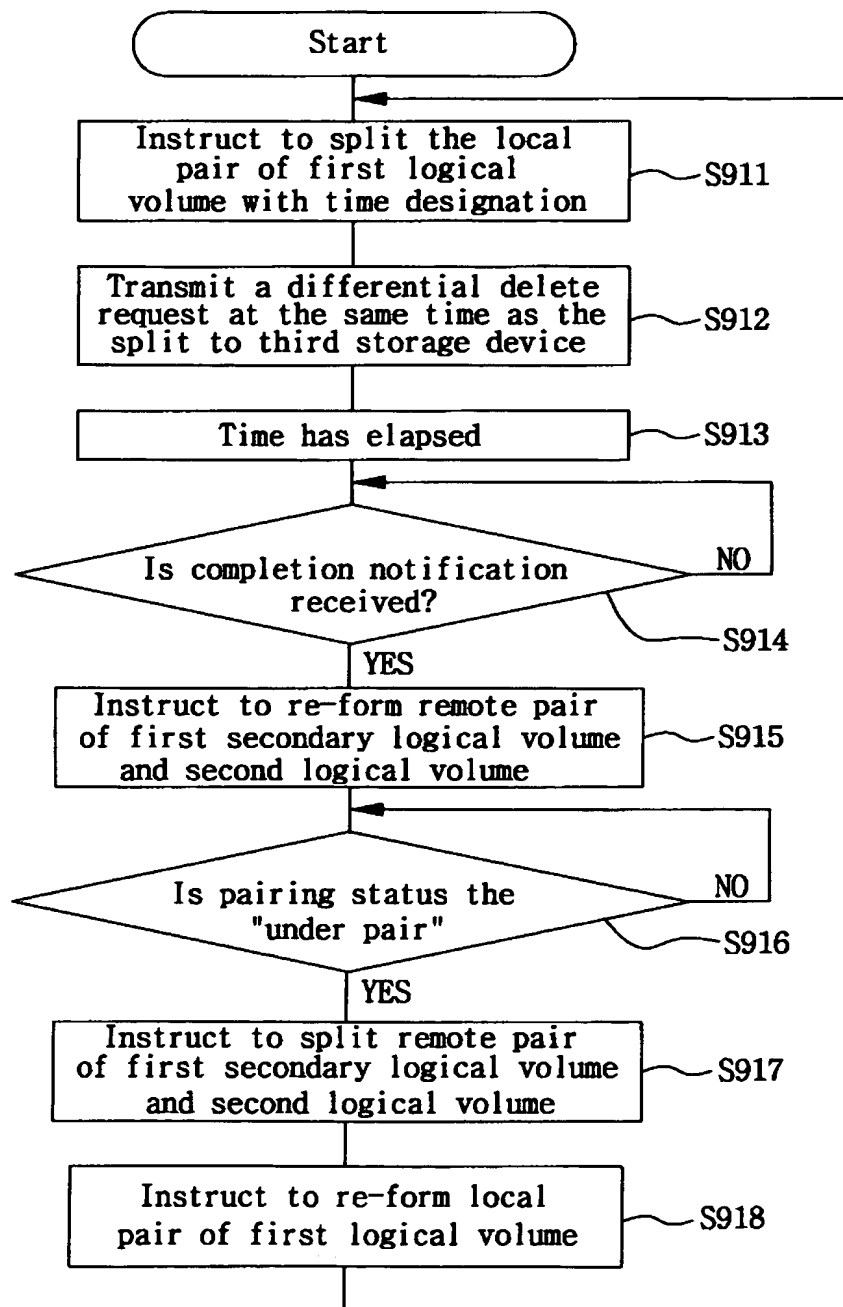 Start
Instruct to split the local
pair of first logical
volume with time designation
S911
Transmit a differential delete
request at the same time as the
split to third storage device
S912
Time has elapsed
S913
Is completion notification
received?
NO
S914
YES
Instruct to re-form remote pair
of first secondary logical volume
and second logical volume
S915
Is pairing status the
"under pair"
NO
S916
YES
Instruct to split remote pair
of first secondary logical volume
and second logical volume
S917
Instruct to re-form local
pair of first logical volume
S918